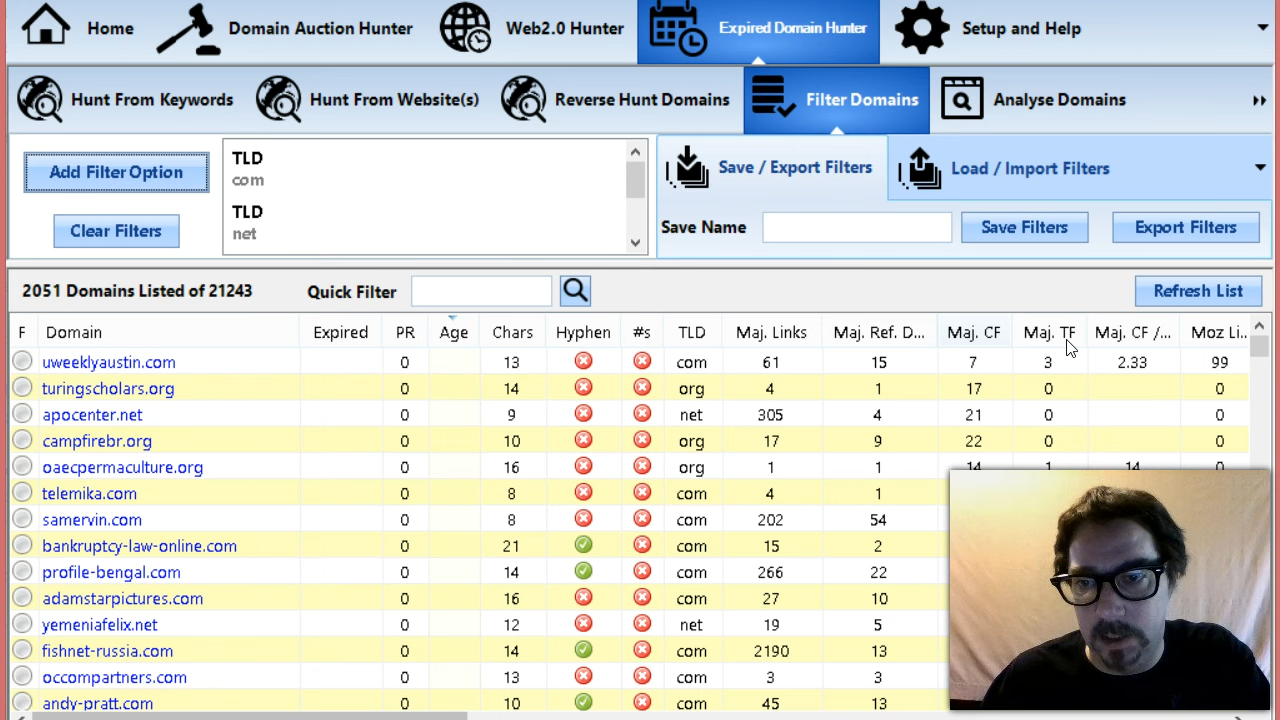 Home Domain Auction Hunter Web2.0 Hunter Expired Domain Hunter Setup and Help
Hunt From Keywords Hunt From Website(s) Reverse Hunt Domains Filter Domains Analyse Domains
Add Filter Option
Clear Filters
TLD
com
TLD
net
Save / Export Filters Load / Import Filters
Save Name Save Filters Export Filters
2051 Domains Listed of 21243 Quick Filter Refresh List
F Domain Expired PR Age Chars Hyphen #s TLD Maj. Links Maj. Ref. D... Maj. CF Maj. TF Maj. CF /... Moz Li...
uweeklyaustin.com 0 13 com 61 15 7 3 2.33 99
turingscholars.org 0 14 org 4 1 17 0 0
apocenter.net 0 9 net 305 4 21 0 0
campfirebr.org 0 10 org 17 9 22 0 0
oaecpermaculture.org 0 16 org 1 1 14 1 14 0
telemika.com 0 8 com 4 1
samervin.com 0 8 com 202 54
bankruptcy-law-online.com 0 21 com 15 2
profile-bengal.com 0 14 com 266 22
adamstarpictures.com 0 16 com 27 10
yemeniafelix.net 0 12 net 19 5
fishnet-russia.com 0 14 com 2190 13
occompartners.com 0 13 com 3 3
andy-pratt.com 0 10 com 45 13